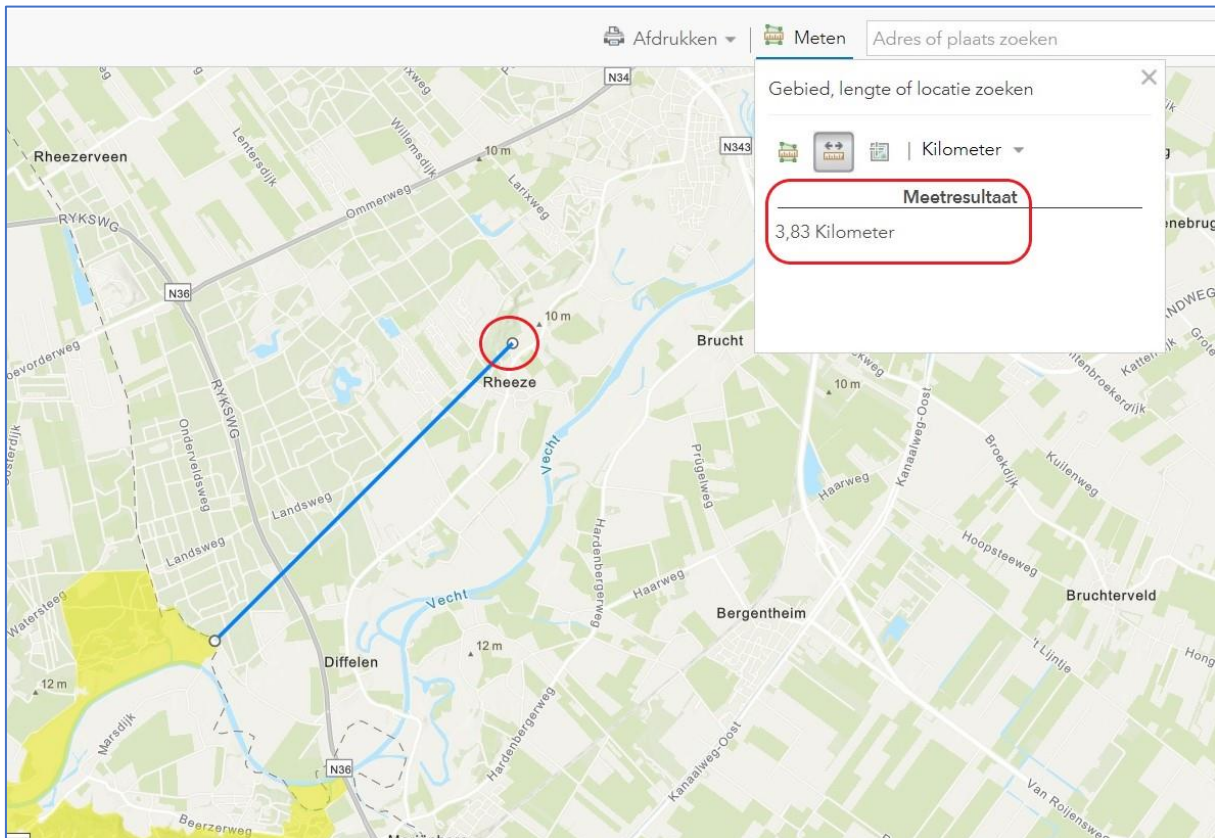 Afdrukken
Meten
Adres of plaats zoeken
Gebied, lengte of locatie zoeken
Kilometer
Meetresultaat
3,83 Kilometer
N34
N343
Rheezerveen
Lentersdijk
Willemsdijk
10 m
Larixweg
Ommerweg
RYKSWG
N36
10 m
Brucht
Rheeze
10 m
RYKSWG
Onderveldsweg
Landsweg
Landsweg
Vecht
Prügelweg
Haarweg
Kanaalweg-Oost
Broekdijk
Kuilenweg
Hoopsteeweg
Hardenbergerweg
Haarweg
Vecht
Bergentheim
Bruchterveld
't Lijntje
Watersteeg
Diffelen
12 m
12 m
Marsdijk
Hardenbergerweg
Kanaalweg-Oost
N36
Beerzerweg
Van Roijensweg